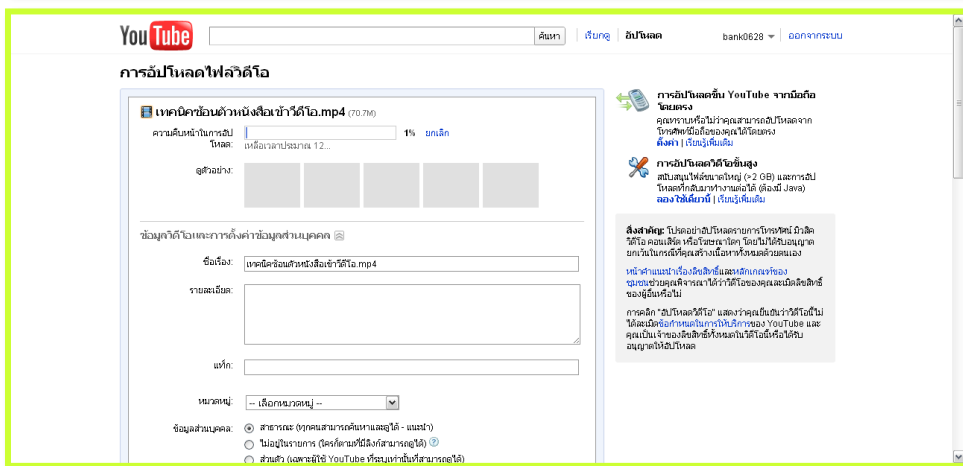 YouTube
ค้นหา
เรียกดู
อัปโหลด
bank0628
ออกจากระบบ
การอัปโหลดไฟล์วิดีโอ
เทคนิคซ้อนตัวหนังสือเข้าวีดีโอ.mp4 (70.7M)
ความคืบหน้าในการอัปโหลด:
1% ยกเลิก
เหลือเวลาประมาณ 12...
ดูตัวอย่าง:
ข้อมูลวิดีโอและการตั้งค่าข้อมูลส่วนบุคคล
ชื่อเรื่อง:
เทคนิคซ้อนตัวหนังสือเข้าวีดีโอ.mp4
รายละเอียด:
แท็ก:
หมวดหมู่:
-- เลือกหมวดหมู่ --
ข้อมูลส่วนบุคคล:
สาธารณะ (ทุกคนสามารถค้นหาและดูได้ - แนะนำ)
ไม่อยู่ในรายการ (ใครก็ตามที่มีลิงก์สามารถดูได้) ?
ส่วนตัว (เฉพาะผู้ใช้ YouTube ที่ระบุเท่านั้นที่สามารถดูได้)
การอัปโหลดขึ้น YouTube จากมือถือ
โดยตรง
คุณทราบหรือไม่ว่าคุณสามารถอัปโหลดจาก
โทรศัพท์มือถือของคุณได้โดยตรง
ตั้งค่า | เรียนรู้เพิ่มเติม
การอัปโหลดวิดีโอขั้นสูง
สนับสนุนไฟล์ขนาดใหญ่ (>2 GB) และการอัป
โหลดที่กลับมาทำงานต่อได้ (ต้องมี Java)
ลองใช้เดี๋ยวนี้ | เรียนรู้เพิ่มเติม
สิ่งสำคัญ: โปรดอย่าอัปโหลดรายการโทรทัศน์ มิวสิค
วิดีโอ คอนเสิร์ต หรือโฆษณาใดๆ โดยไม่ได้รับอนุญาต
ยกเว้นในกรณีที่คุณสร้างเนื้อหาทั้งหมดด้วยตนเอง
หน้าคำแนะนำเรื่องลิขสิทธิ์และหลักเกณฑ์ของ
ชุมชนช่วยคุณพิจารณาได้ว่าวิดีโอของคุณละเมิดลิขสิทธิ์
ของผู้อื่นหรือไม่
การคลิก "อัปโหลดวิดีโอ" แสดงว่าคุณยืนยันว่าวิดีโอนี้ไม่
ได้ละเมิดข้อกำหนดในการให้บริการของ YouTube และ
คุณเป็นเจ้าของลิขสิทธิ์ทั้งหมดในวิดีโอนี้หรือได้รับ
อนุญาตให้อัปโหลด